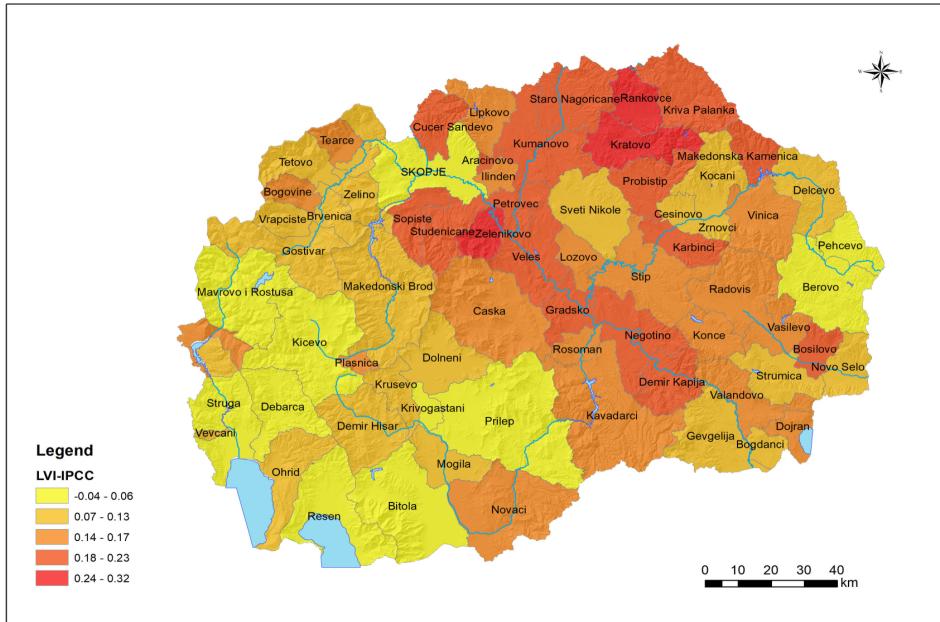 N
W E
S
Lipkovo
Staro Nagoricane
Rankovce
Kriva Palanka
Cucer Sandevo
Tearce
Kumanovo
Kratovo
Tetovo
Aracinovo
Makedonska Kamenica
SKOPJE
Ilinden
Kocani
Bogovine
Zelino
Probistip
Delcevo
Petrovec
Vrapciste
Brvenica
Sopiste
Sveti Nikole
Cesinovo
Vinica
Studenicane
Zelenikovo
Zrnovci
Gostivar
Veles
Lozovo
Karbinci
Pehcevo
Stip
Mavrovo i Rostusa
Makedonski Brod
Radovis
Berovo
Caska
Gradsko
Kicevo
Negotino
Konce
Vasilevo
Rosoman
Bosilovo
Plasnica
Dolneni
Novo Selo
Krusevo
Demir Kapija
Strumica
Struga
Debarca
Krivogastani
Valandovo
Vevcani
Demir Hisar
Prilep
Kavadarci
Dojran
Gevgelija
Bogdanci
Legend
Mogila
LVI-IPCC
Ohrid
-0.04 - 0.06
Bitola
Novaci
0.07 - 0.13
Resen
0.14 - 0.17
0.18 - 0.23
0.24 - 0.32
0 5 10 20 30 40
km